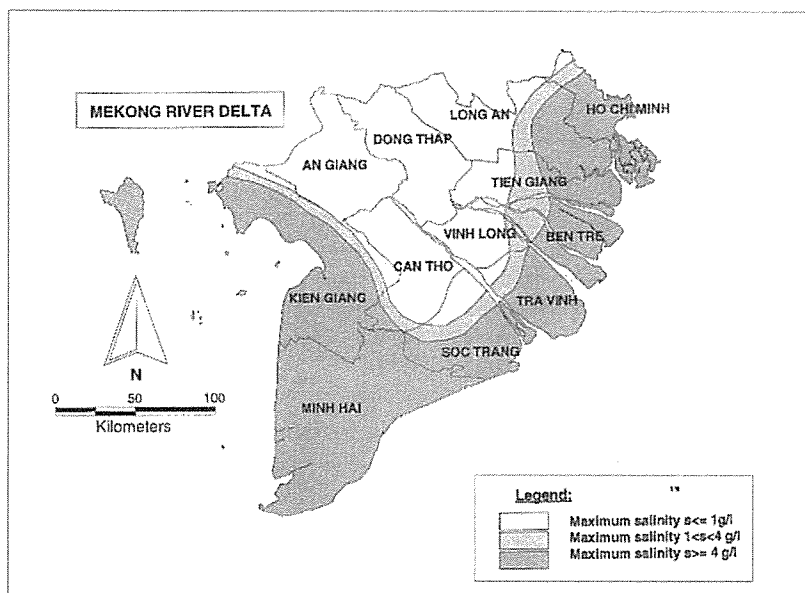 MEKONG RIVER DELTA
LONG AN
HO CHI MINH
DONG THAP
AN GIANG
TIEN GIANG
VINH LONG
BEN TRE
CAN THO
KIEN GIANG
TRA VINH
SOC TRANG
MINH HAI
N
0 50 100
Kilometers
Legend:
Maximum salinity s<= 1g/l
Maximum salinity 1<s<4 g/l
Maximum salinity s>= 4 g/l